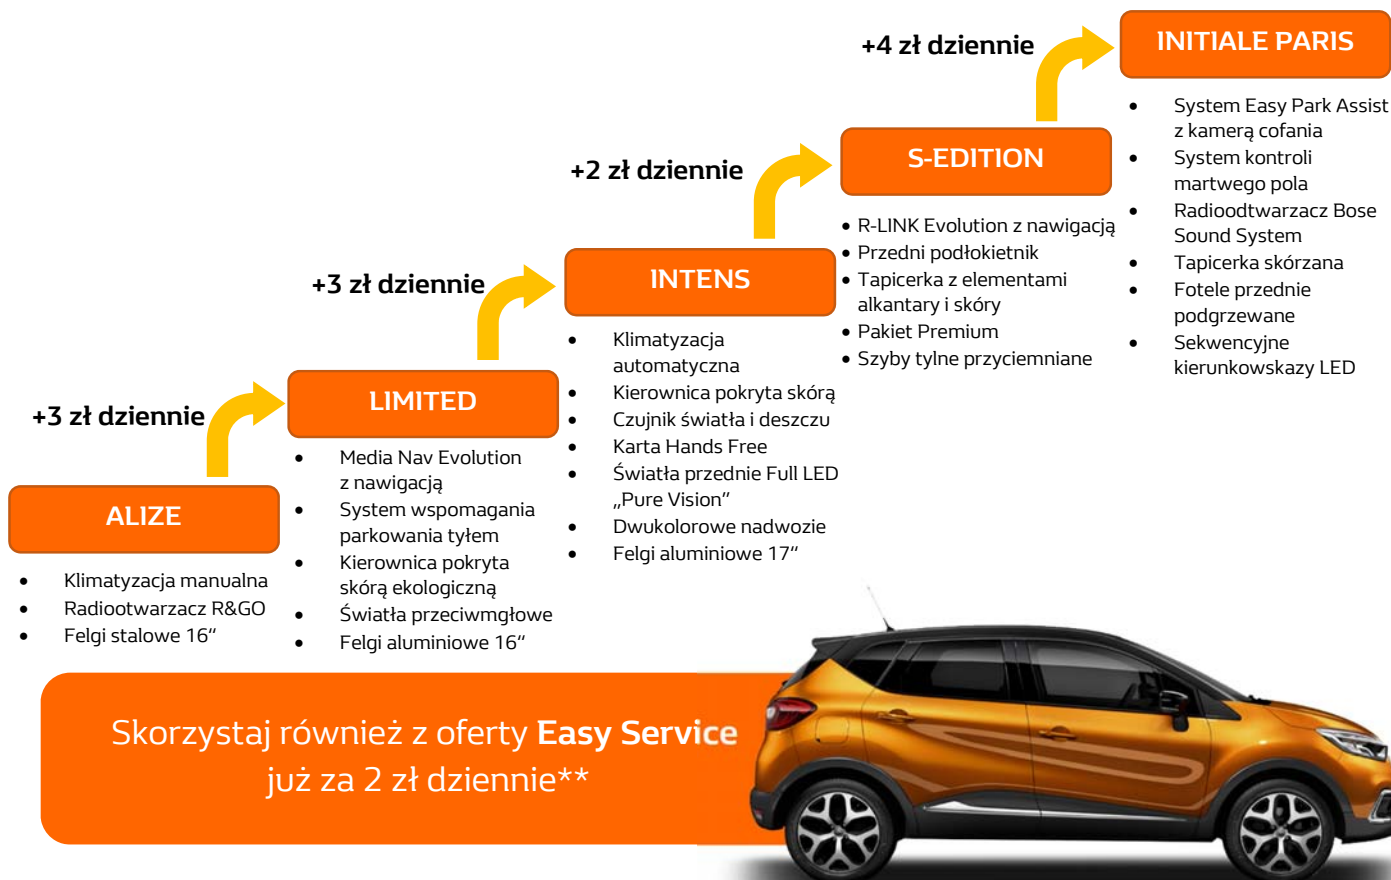 +4 zł dziennie
INITIALE PARIS
• System Easy Park Assist
z kamerą cofania
• System kontroli
martwego pola
• Radioodtwarzacz Bose
Sound System
• Tapicerka skórzana
• Fotele przednie
podgrzewane
• Sekwencyjne
kierunkowskazy LED
+2 zł dziennie
S-EDITION
• R-LINK Evolution z nawigacją
• Przedni podłokietnik
• Tapicerka z elementami
alkantary i skóry
• Pakiet Premium
• Szyby tylne przyciemniane
+3 zł dziennie
INTENS
• Klimatyzacja
automatyczna
• Kierownica pokryta skórą
• Czujnik światła i deszczu
• Karta Hands Free
• Światła przednie Full LED
„Pure Vision”
• Dwukolorowe nadwozie
• Felgi aluminiowe 17“
+3 zł dziennie
LIMITED
• Media Nav Evolution
z nawigacją
• System wspomagania
parkowania tyłem
• Kierownica pokryta
skórą ekologiczną
• Światła przeciwmgłowe
• Felgi aluminiowe 16“
ALIZE
• Klimatyzacja manualna
• Radiootwarzacz R&GO
• Felgi stalowe 16“
Skorzystaj również z oferty Easy Service
już za 2 zł dziennie**